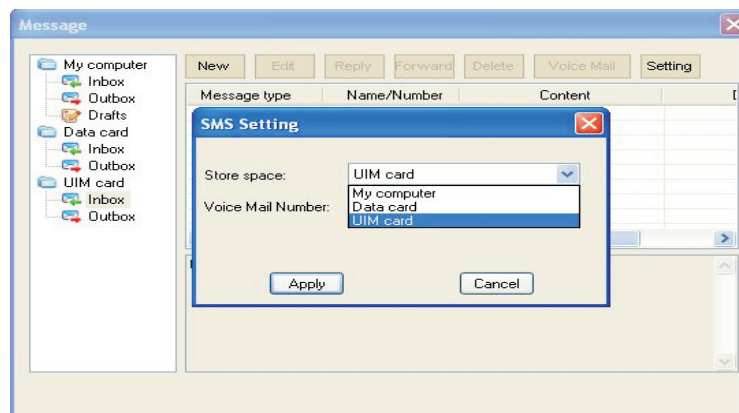 Message
My computer
Inbox
Outbox
Drafts
Data card
Inbox
Outbox
UIM card
Inbox
Outbox
New Edit Reply Forward Delete Voice Mail Setting
Message type Name/Number Content
SMS Setting
Store space: UIM card
My computer
Data card
UIM card
Voice Mail Number:
Apply Cancel